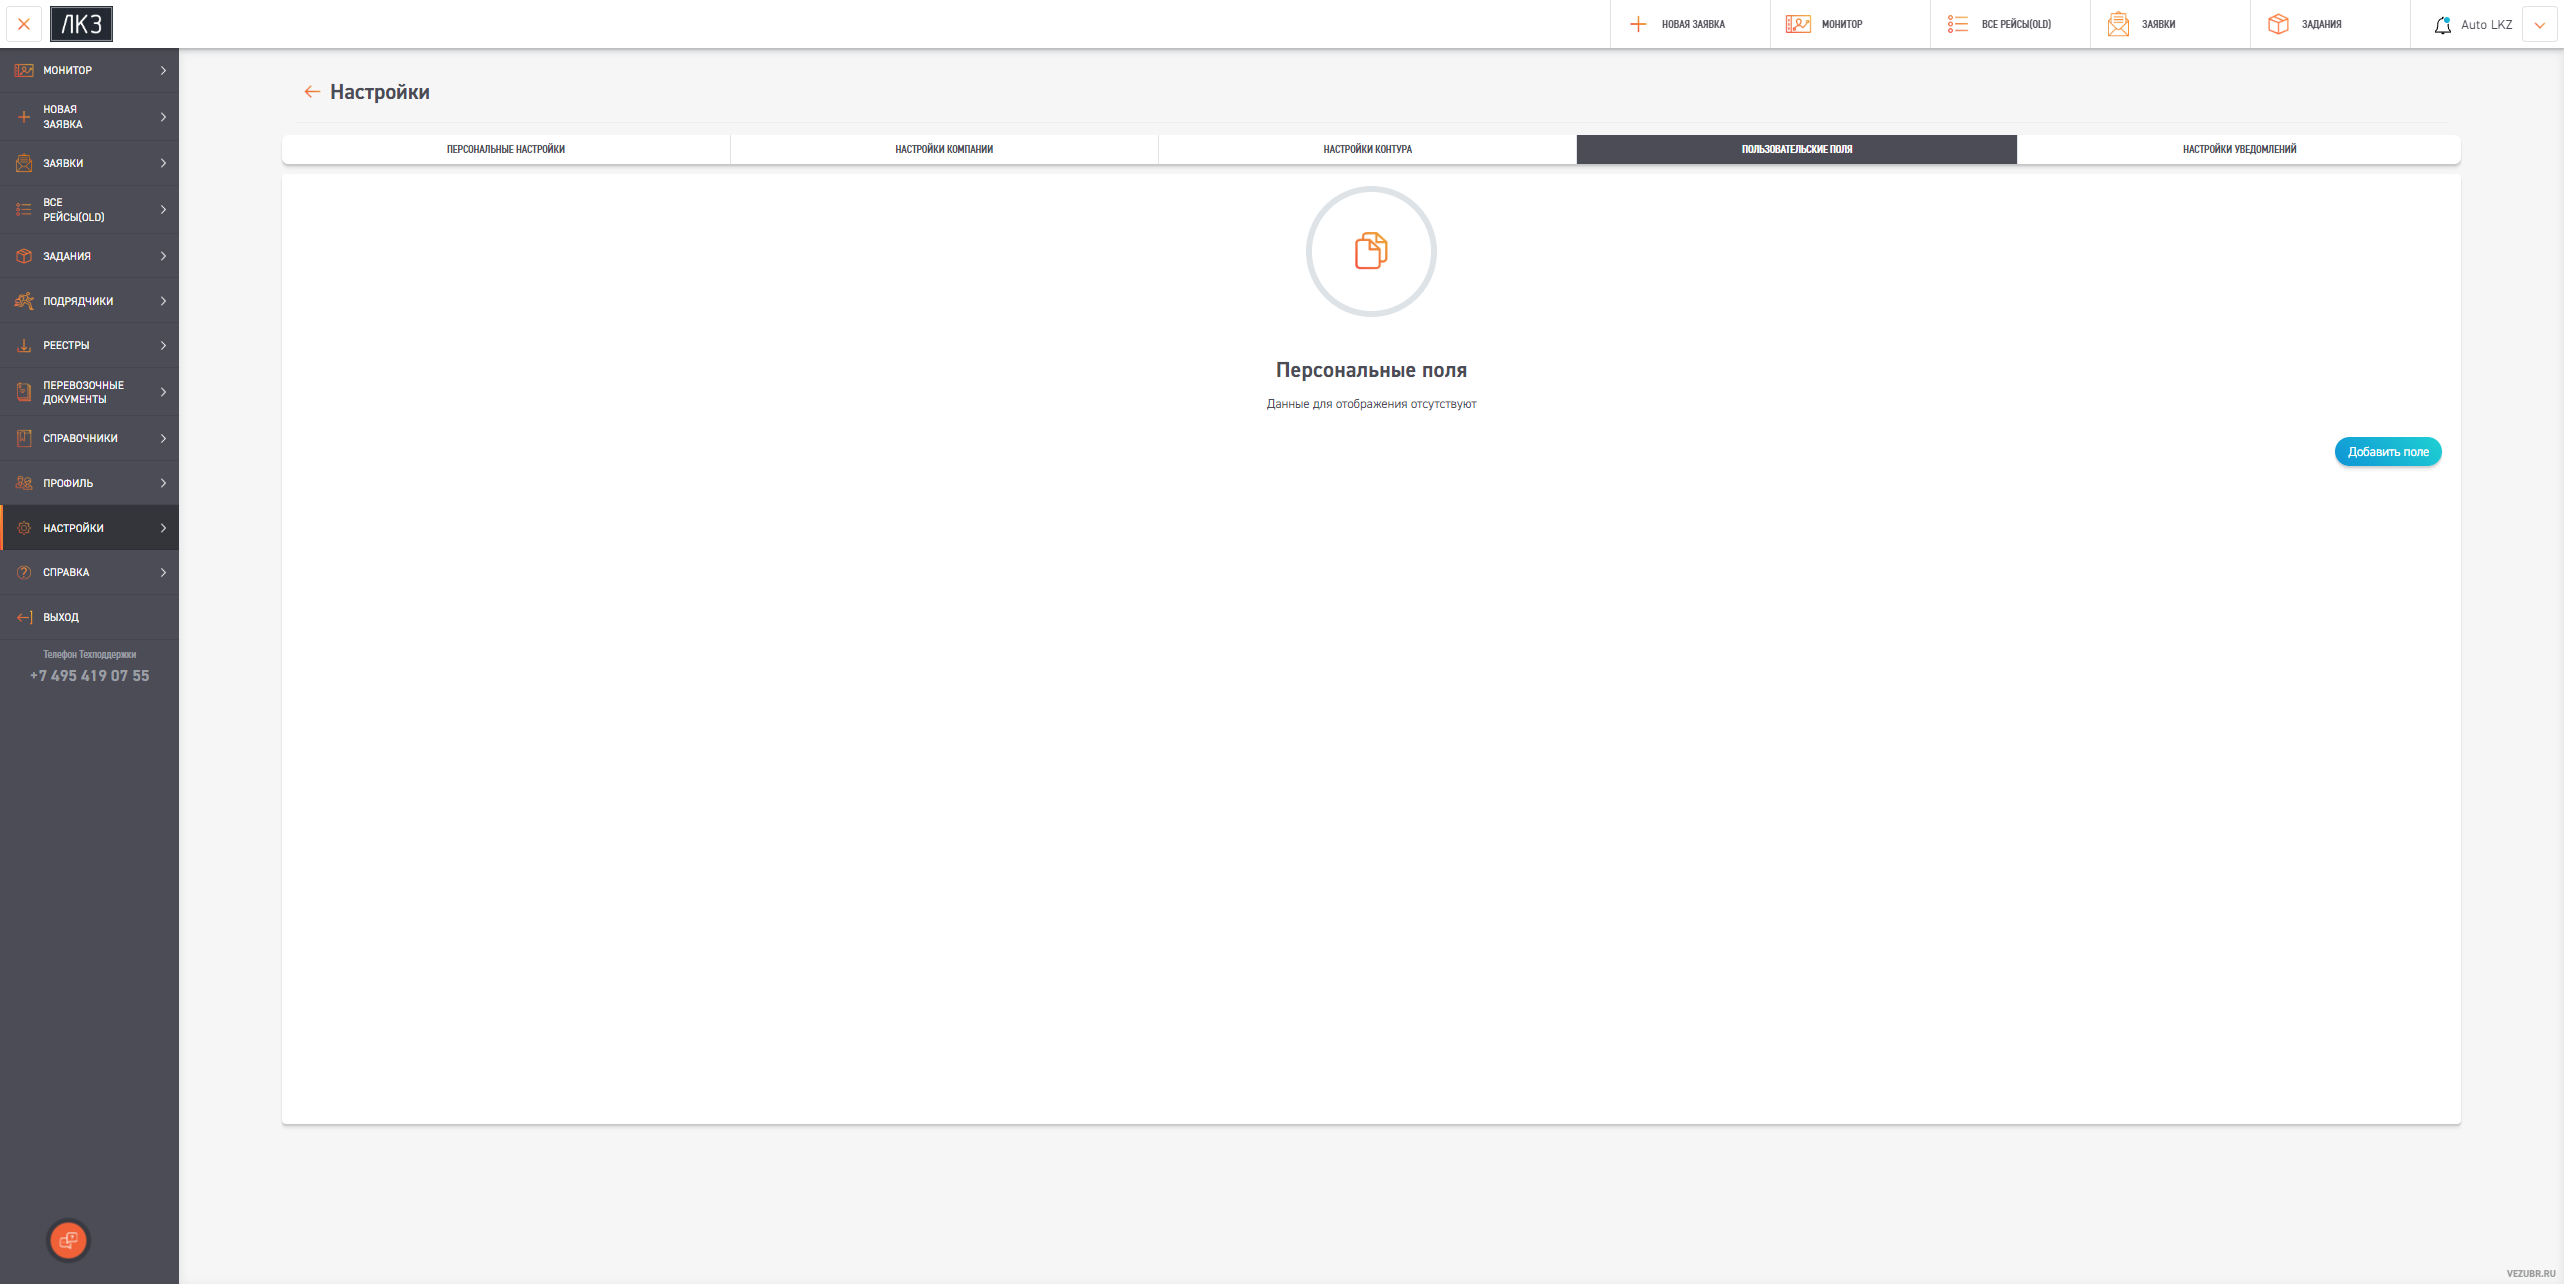 ЛКЗ
НОВАЯ ЗАЯВКА
МОНИТОР
ВСЕ РЕЙСЫ(OLD)
ЗАЯВКИ
ЗАДАНИЯ
Auto LKZ
МОНИТОР
НОВАЯ
ЗАЯВКА
ЗАЯВКИ
ВСЕ
РЕЙСЫ(OLD)
ЗАДАНИЯ
ПОДРЯДЧИКИ
РЕЕСТРЫ
ПЕРЕВОЗОЧНЫЕ
ДОКУМЕНТЫ
СПРАВОЧНИКИ
ПРОФИЛЬ
НАСТРОЙКИ
СПРАВКА
ВЫХОД
Телефон Техподдержки
+7 495 419 07 55
Настройки
ПЕРСОНАЛЬНЫЕ НАСТРОЙКИ
НАСТРОЙКИ КОМПАНИИ
НАСТРОЙКИ КОНТУРА
ПОЛЬЗОВАТЕЛЬСКИЕ ПОЛЯ
НАСТРОЙКИ УВЕДОМЛЕНИЙ
Персональные поля
Данные для отображения отсутствуют
Добавить поле
VEZUBR.RU